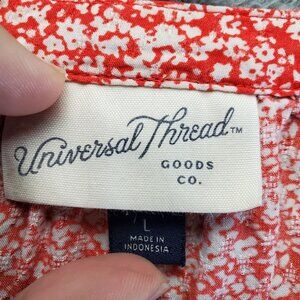 Universal Thread™
GOODS
CO.
L
MADE IN
INDONESIA